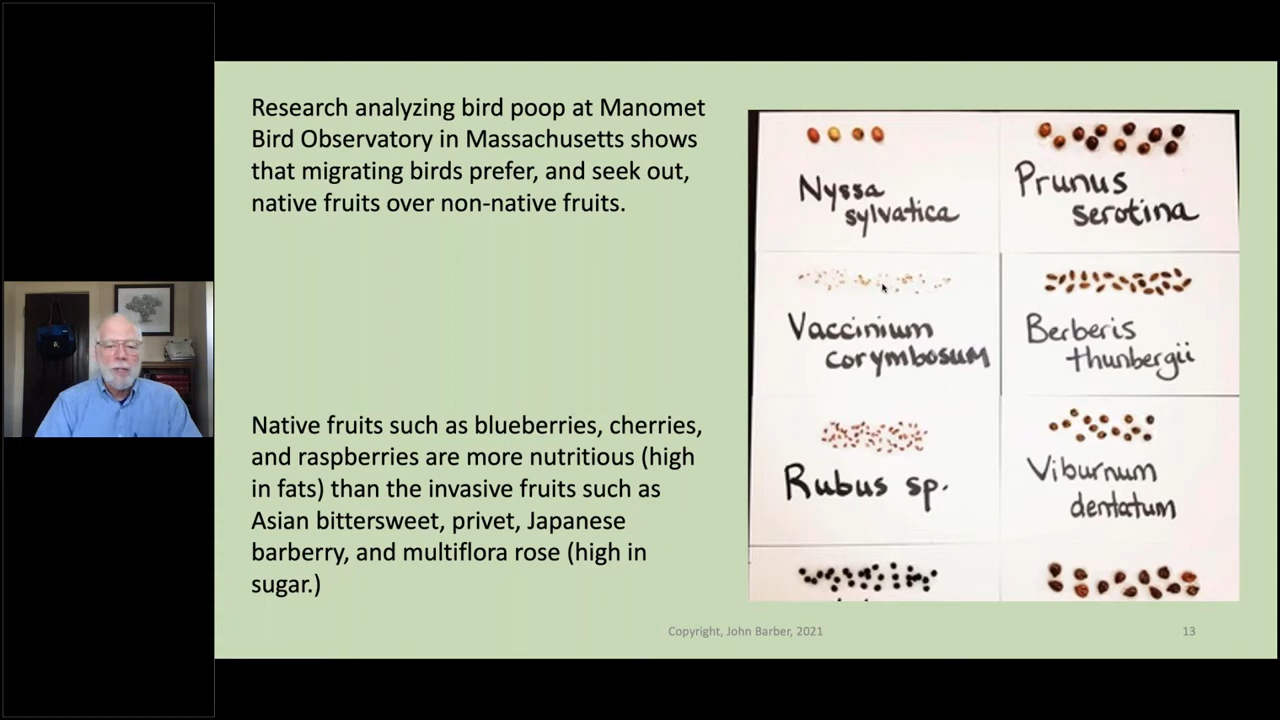 Research analyzing bird poop at Manomet
Bird Observatory in Massachusetts shows
that migrating birds prefer, and seek out,
native fruits over non-native fruits.
Native fruits such as blueberries, cherries,
and raspberries are more nutritious (high
in fats) than the invasive fruits such as
Asian bittersweet, privet, Japanese
barberry, and multiflora rose (high in
sugar.)
Nyssa
sylvatica
Prunus
serotina
Vaccinium
corymbosum
Berberis
thunbergii
Rubus sp.
Viburnum
dentatum
Copyright, John Barber, 2021
13